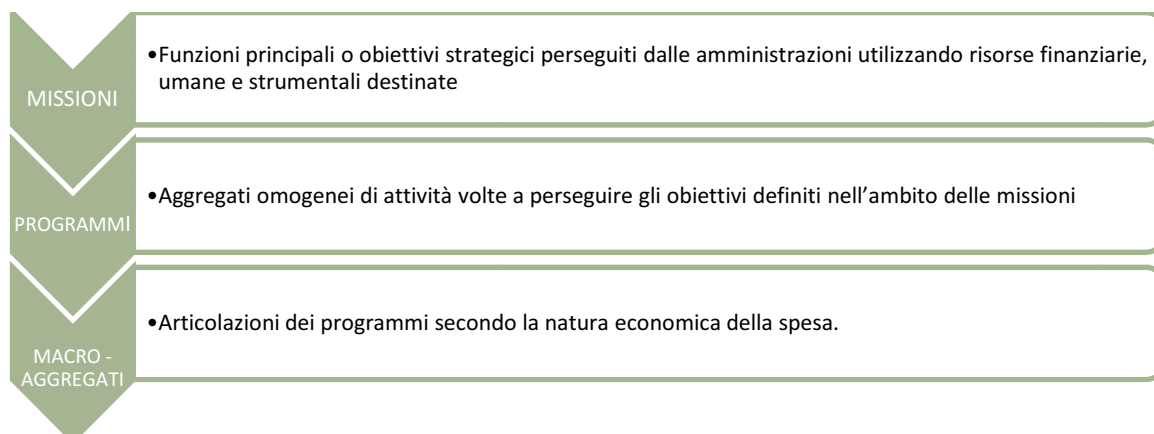 MISSIONI
•Funzioni principali o obiettivi strategici perseguiti dalle amministrazioni utilizzando risorse finanziarie,
umane e strumentali destinate
PROGRAMMI
•Aggregati omogenei di attività volte a perseguire gli obiettivi definiti nell’ambito delle missioni
MACRO -
AGGREGATI
•Articolazioni dei programmi secondo la natura economica della spesa.